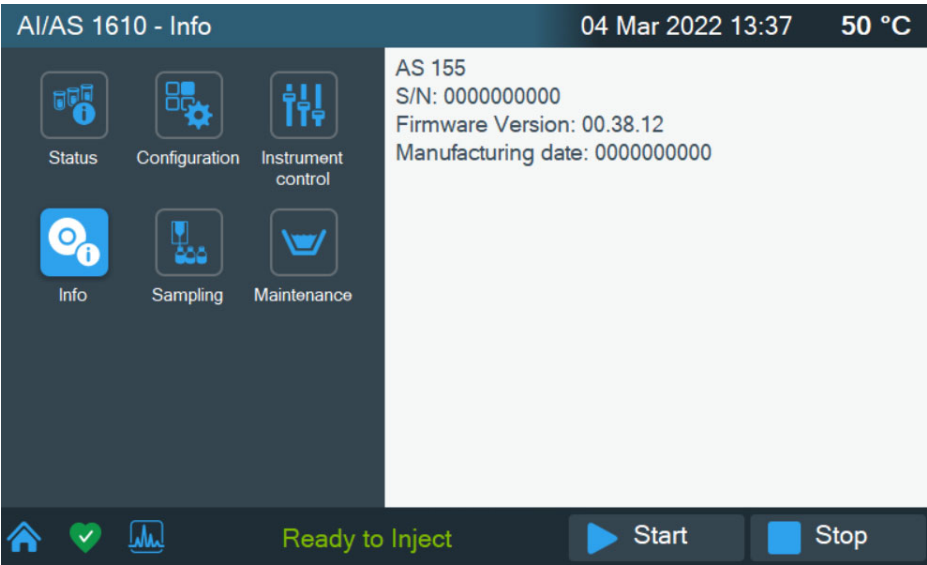 AI/AS 1610 - Info
04 Mar 2022 13:37
50 °C
Status
Configuration
Instrument
control
Info
Sampling
Maintenance
AS 155
S/N: 0000000000
Firmware Version: 00.38.12
Manufacturing date: 0000000000
Ready to Inject
Start
Stop